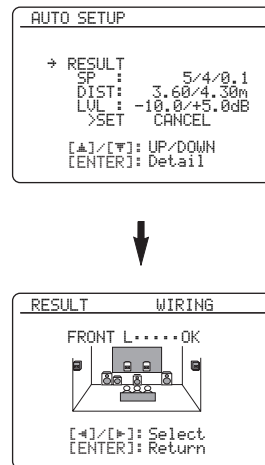 AUTO SETUP
→ RESULT
SP : 5/4/0.1
DIST: 3.60/4.30m
LVL : -10.0/+5.0dB
>SET CANCEL
[▲]/[▼]: UP/DOWN
[ENTER]: Detail
RESULT WIRING
FRONT L·····OK
[◄]/[►]: Select
[ENTER]: Return